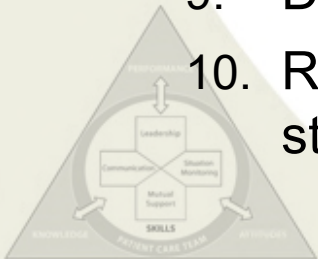 9.
10. R
st
PERFORMANCE
Leadership
Communication
Situation
Monitoring
Mutual
Support
SKILLS
KNOWLEDGE
ATTITUDES
PATIENT CARE TEAM